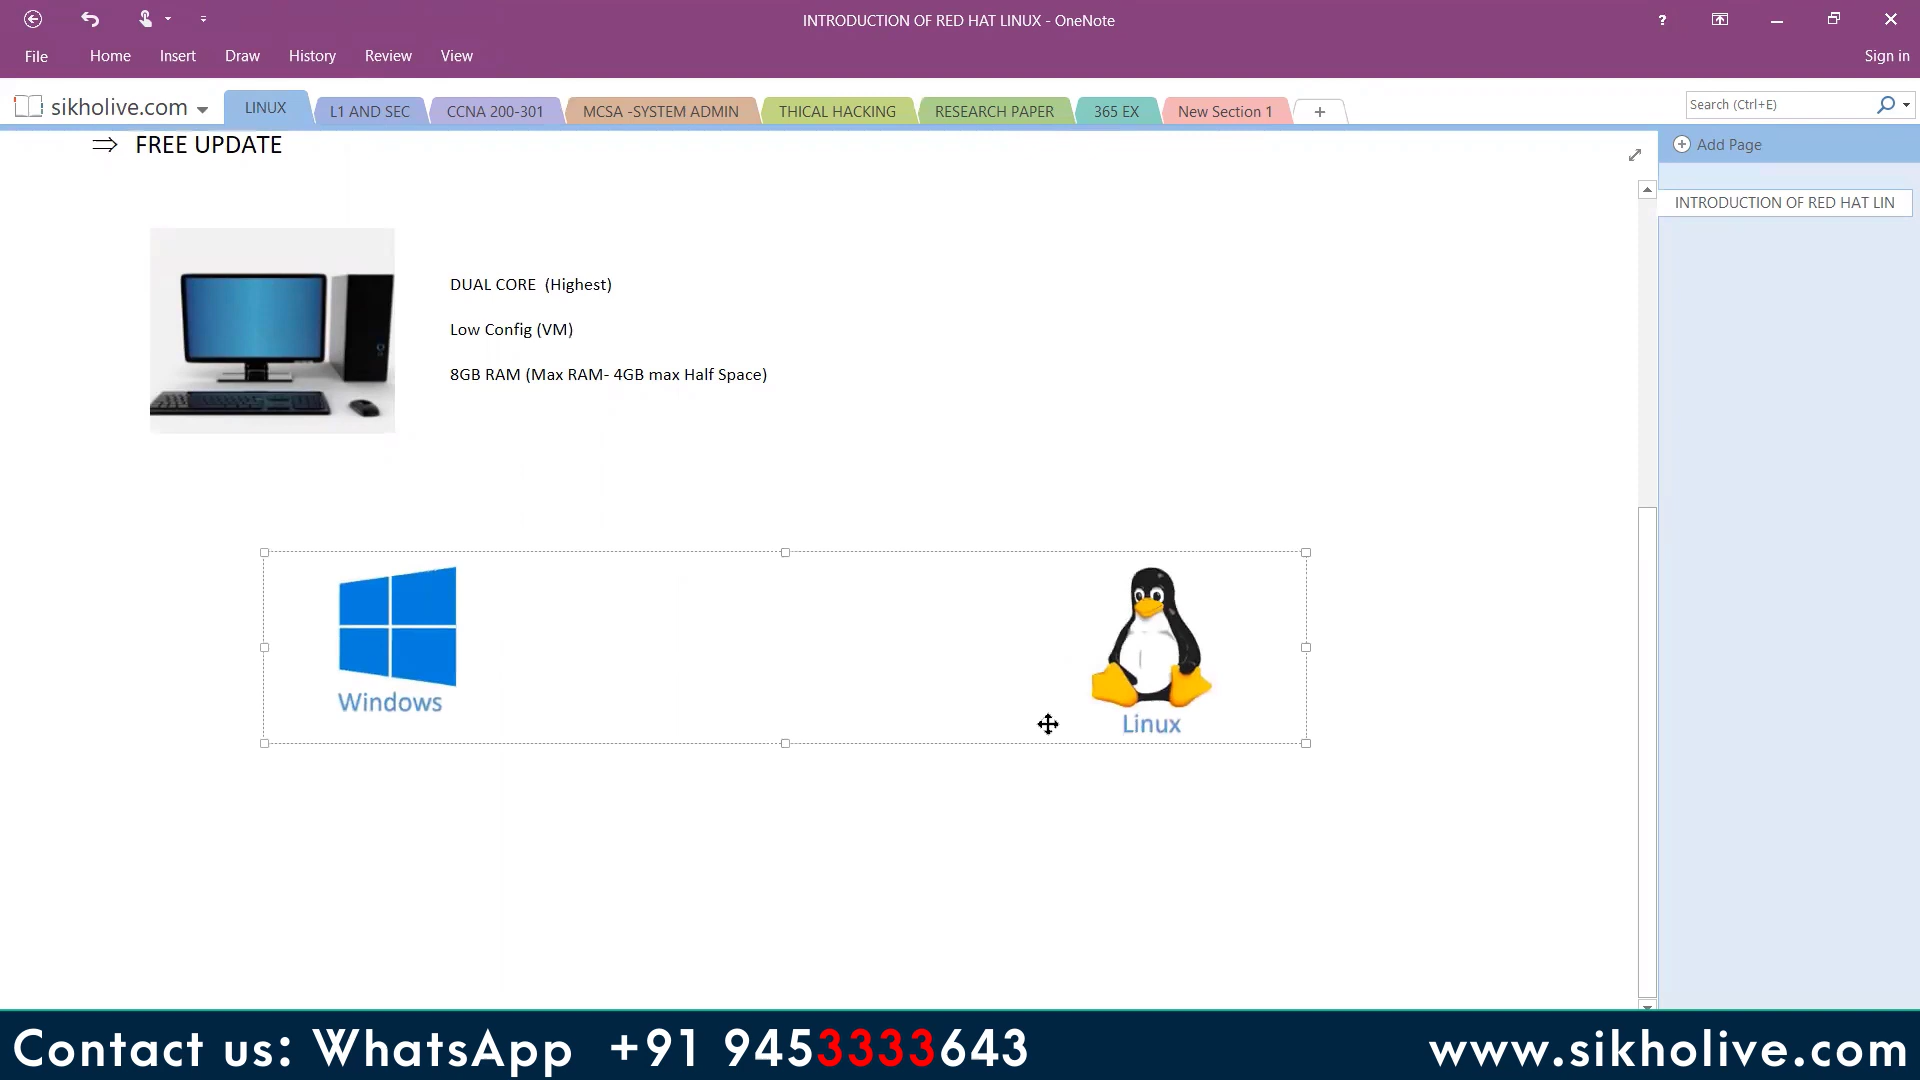 INTRODUCTION OF RED HAT LINUX - OneNote
?
File Home Insert Draw History Review View
Sign in
sikholive.com
LINUX L1 AND SEC CCNA 200-301 MCSA -SYSTEM ADMIN THICAL HACKING RESEARCH PAPER 365 EX New Section 1 +
Search (Ctrl+E)
Add Page
INTRODUCTION OF RED HAT LIN
⇒ FREE UPDATE
DUAL CORE (Highest)
Low Config (VM)
8GB RAM (Max RAM- 4GB max Half Space)
Windows
Linux
Contact us: WhatsApp +91 9453333643
www.sikholive.com